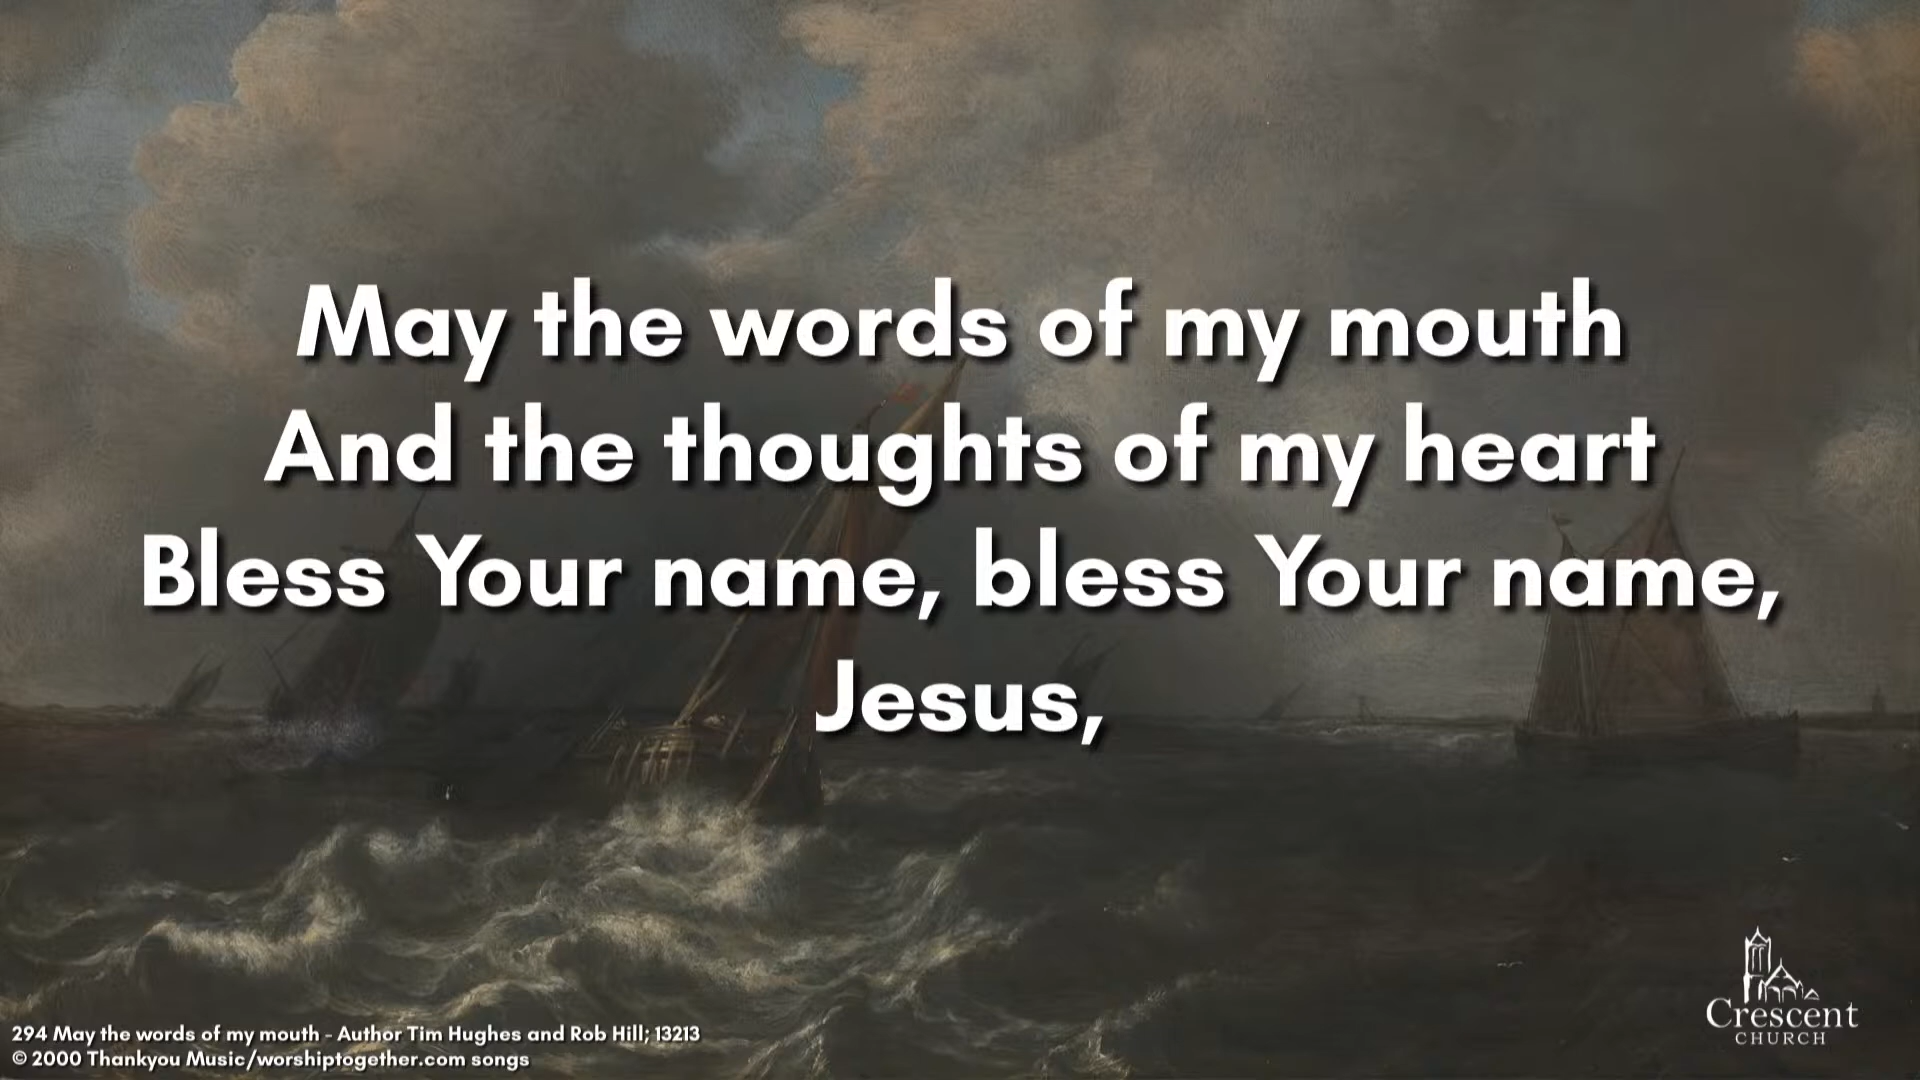 May the words of my mouth
And the thoughts of my heart
Bless Your name, bless Your name,
Jesus,
294 May the words of my mouth - Author Tim Hughes and Rob Hill; 13213
© 2000 Thankyou Music/worshiptogether.com songs
Crescent
CHURCH